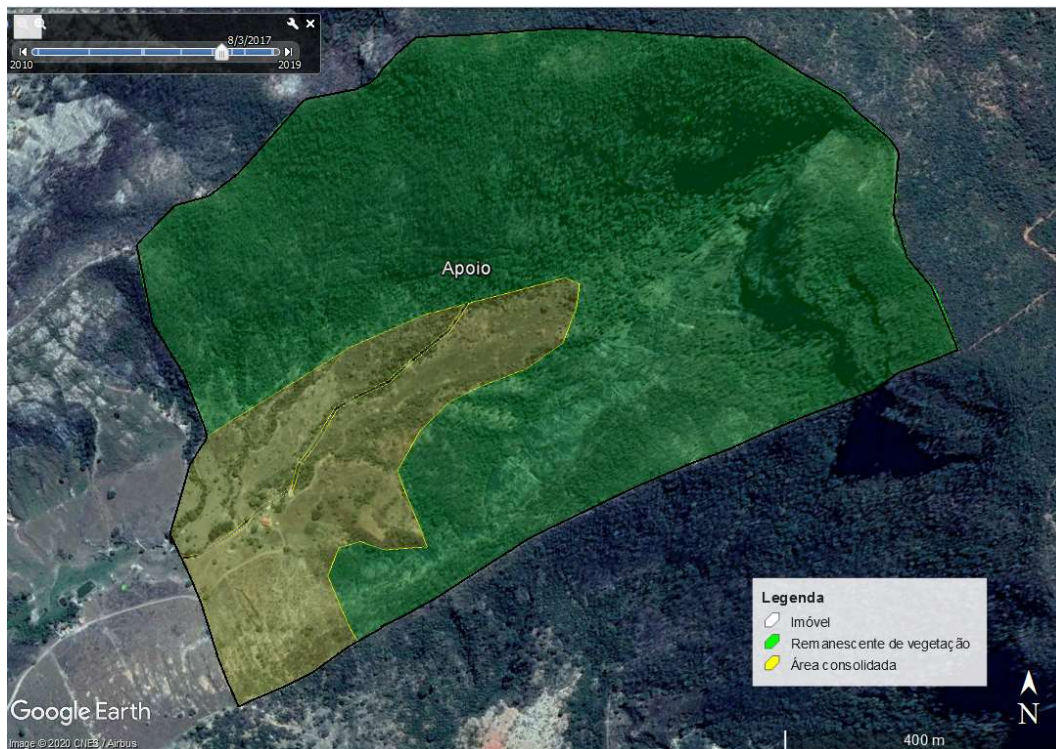 8/3/2017
2010
2019
Apoio
Legenda
Imóvel
Remanescente de vegetação
Área consolidada
N
Google Earth
Image © 2020 CNES / Airbus
400 m